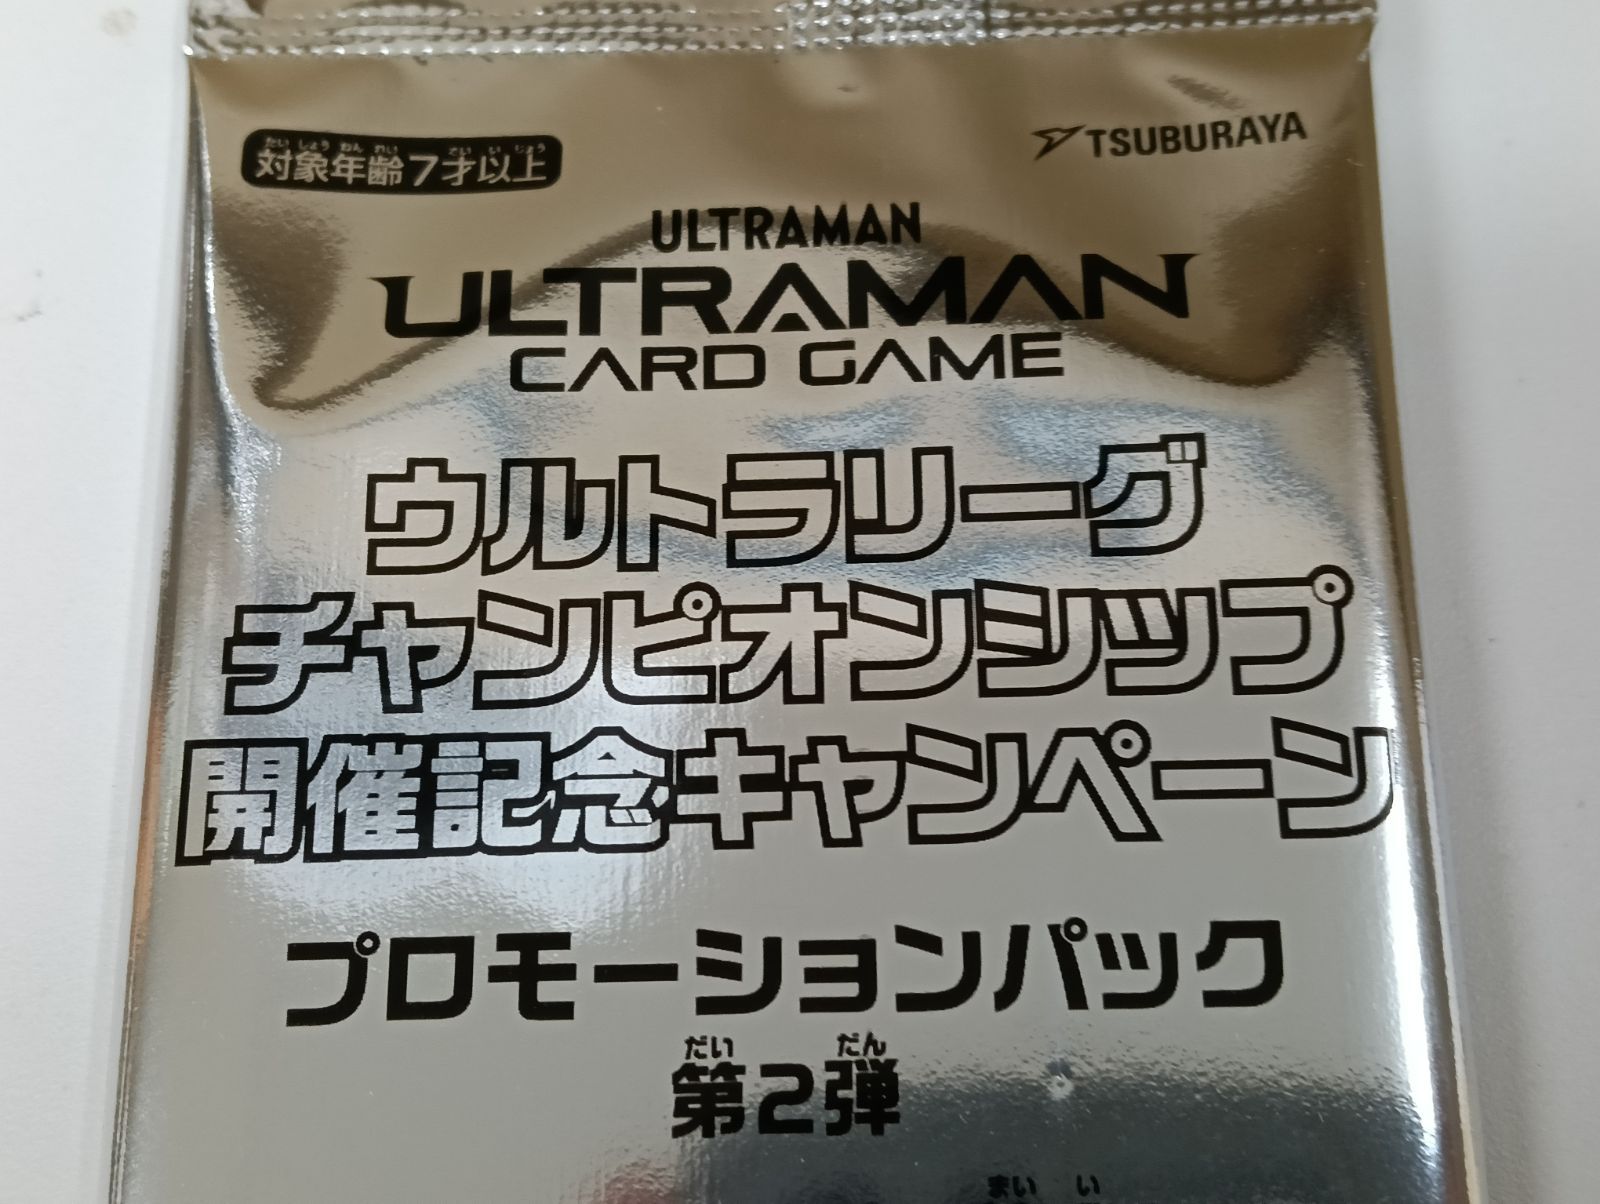 対象年齢7才以上
TSUBURAYA
ULTRAMAN
ULTRAMAN
CARD GAME
ウルトラリーグ
チャンピオンシップ
開催記念キャンペーン
プロモーションパック
第2弾